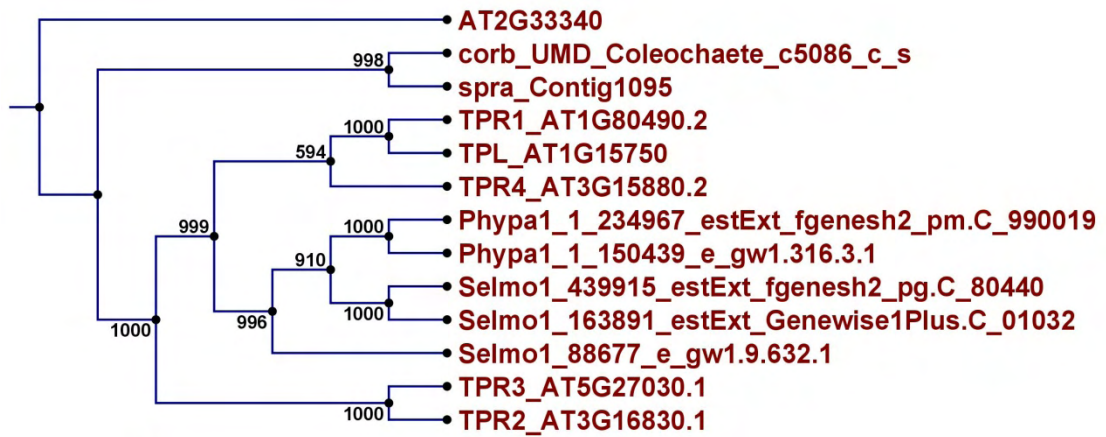 AT2G33340
998
corb_UMD_Coleochaete_c5086_c_s
spra_Contig1095
1000
TPR1_AT1G80490.2
594
TPL_AT1G15750
TPR4_AT3G15880.2
999
1000
Phypa1_1_234967_estExt_fgenesh2_pm.C_990019
Phypa1_1_150439_e_gw1.316.3.1
910
Selmo1_439915_estExt_fgenesh2_pg.C_80440
1000
Selmo1_163891_estExt_Genewise1Plus.C_01032
996
Selmo1_88677_e_gw1.9.632.1
1000
TPR3_AT5G27030.1
1000
TPR2_AT3G16830.1